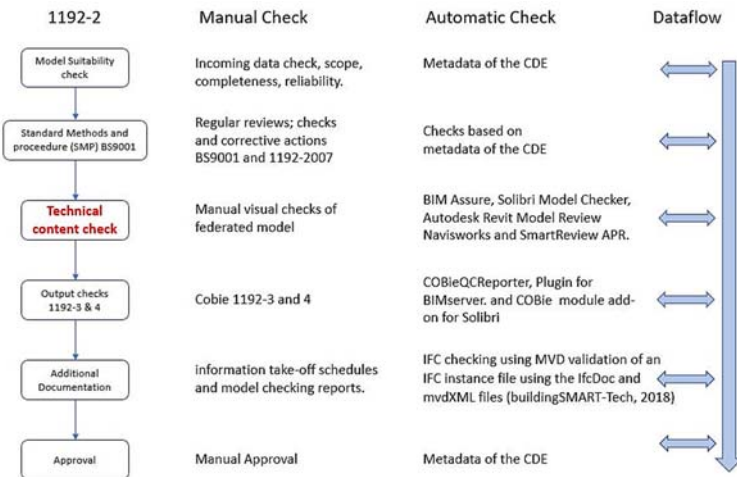 1192-2 Manual Check Automatic Check Dataflow
Model Suitability
check
Incoming data check, scope,
completeness, reliability.
Metadata of the CDE
Standard Methods and
proceedure (SMP) BS9001
Regular reviews; checks
and corrective actions
BS9001 and 1192-2007
Checks based on
metadata of the CDE
Technical
content check
Manual visual checks of
federated model
BIM Assure, Solibri Model Checker,
Autodesk Revit Model Review
Navisworks and SmartReview APR.
Output checks
1192-3 & 4
Cobie 1192-3 and 4
COBieQCReporter, Plugin for
BIMserver. and COBie module add-
on for Solibri
Additional
Documentation
information take-off schedules
and model checking reports.
IFC checking using MVD validation of an
IFC instance file using the IfcDoc and
mvdXML files (buildingSMART-Tech, 2018)
Approval
Manual Approval
Metadata of the CDE